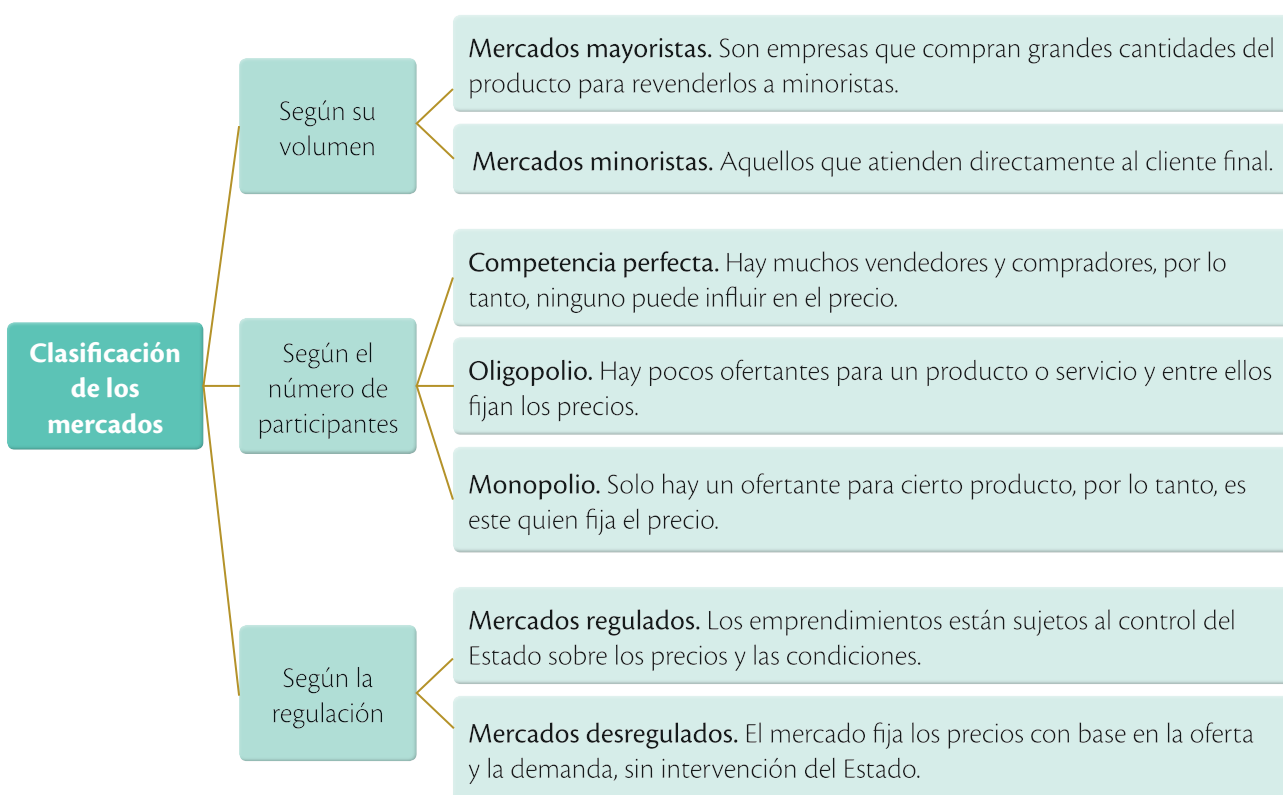 Clasificación
de los
mercados
Según su
volumen
Mercados mayoristas. Son empresas que compran grandes cantidades del
producto para revenderlos a minoristas.
Mercados minoristas. Aquellos que atienden directamente al cliente final.
Según el
número de
participantes
Competencia perfecta. Hay muchos vendedores y compradores, por lo
tanto, ninguno puede influir en el precio.
Oligopolio. Hay pocos ofertantes para un producto o servicio y entre ellos
fijan los precios.
Monopolio. Solo hay un ofertante para cierto producto, por lo tanto, es
este quien fija el precio.
Según la
regulación
Mercados regulados. Los emprendimientos están sujetos al control del
Estado sobre los precios y las condiciones.
Mercados desregulados. El mercado fija los precios con base en la oferta
y la demanda, sin intervención del Estado.